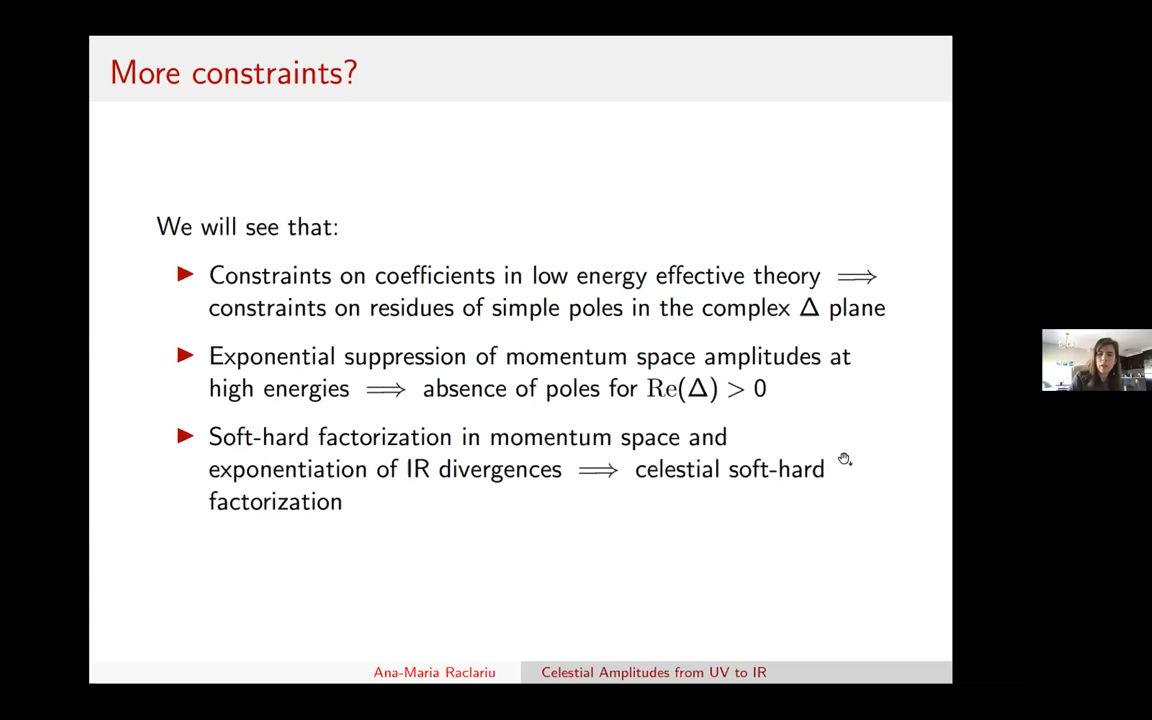 More constraints?
We will see that:
▶ Constraints on coefficients in low energy effective theory ⟹
constraints on residues of simple poles in the complex Δ plane
▶ Exponential suppression of momentum space amplitudes at
high energies ⟹ absence of poles for Re(Δ) > 0
▶ Soft-hard factorization in momentum space and
exponentiation of IR divergences ⟹ celestial soft-hard
factorization
Ana-Maria Raclariu Celestial Amplitudes from UV to IR